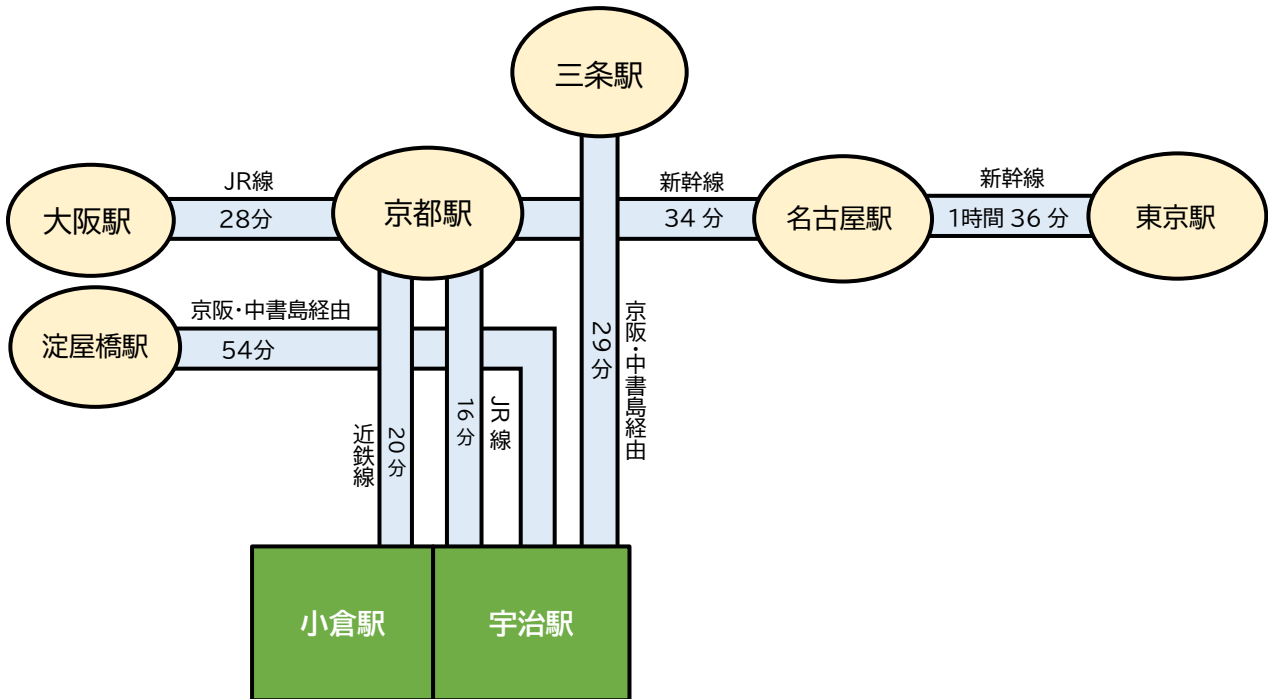 三条駅
JR線
新幹線
新幹線
大阪駅
28分
京都駅
34 分
名古屋駅
1時間 36 分
東京駅
京阪・中書島経由
淀屋橋駅
54分
29分
京阪・中書島経由
近鉄線
20分
16分
JR線
小倉駅
宇治駅